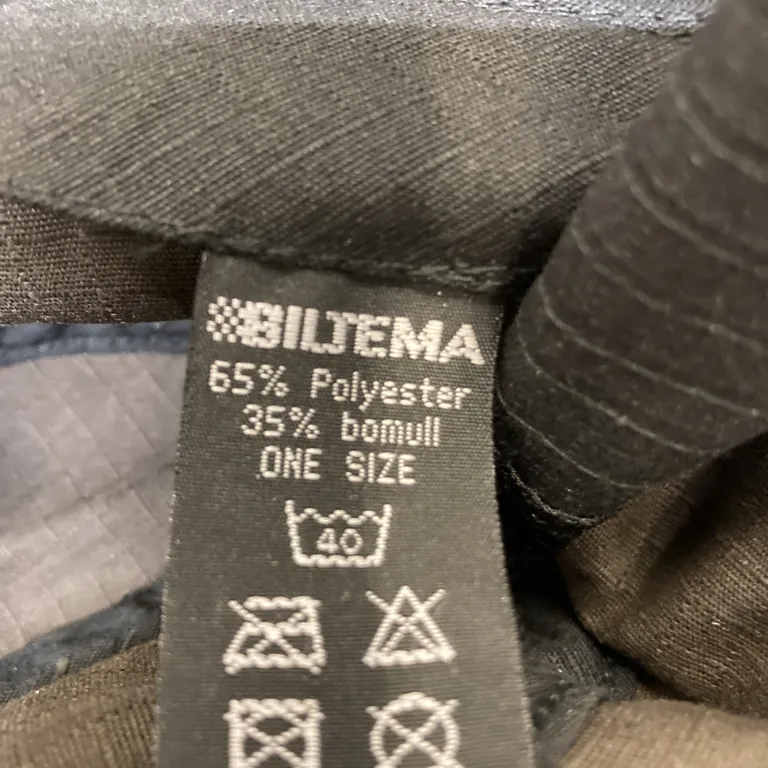 BILTEMA
65% Polyester
35% bomull
ONE SIZE
40